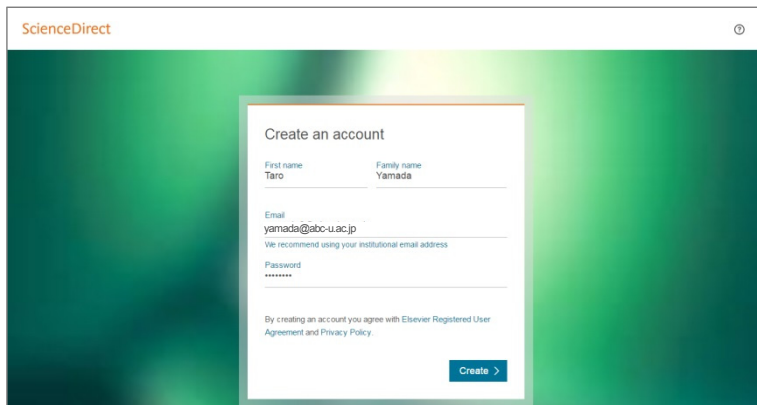 ScienceDirect
Create an account
First name Family name
Taro Yamada
Email
yamada@abc-u.ac.jp
We recommend using your institutional email address
Password
••••••••
By creating an account you agree with Elsevier Registered User
Agreement and Privacy Policy.
Create >